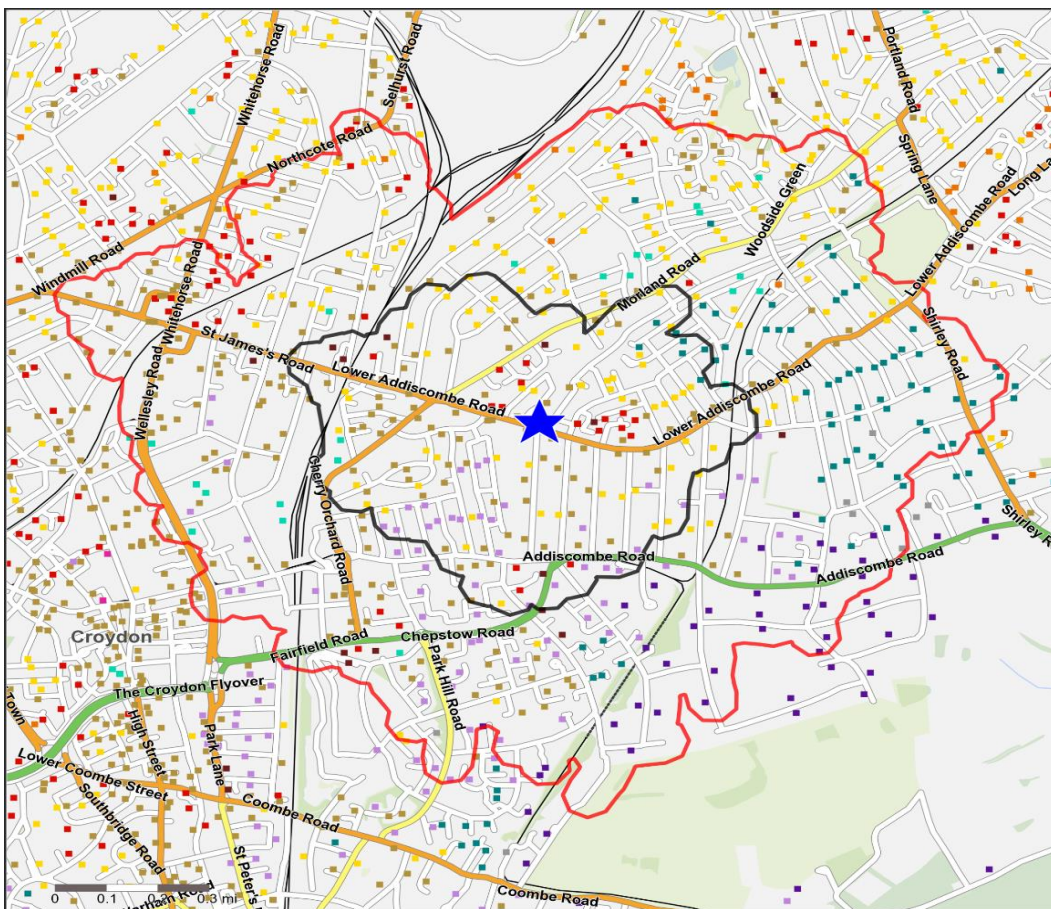 Whitehorse Road
Selhurst Road
Portland Road
Northcote Road
Spring Lane
Long La
Woodside Green
Windmill Road
Whitehorse Road
Morland Road
Lower Addiscombe Road
Shirley Road
St James's Road
Wellesley Road
Lower Addiscombe Road
Lower Addiscombe Road
Cherry Orchard Road
Shirley R
Addiscombe Road
Addiscombe Road
Croydon
Fairfield Road
Chepstow Road
Park Hill Road
The Croydon Flyover
Town
High Street
Park Lane
Lower Coombe Street
Southbridge Road
Coombe Road
St Peter's
Coombe Road
0
0.1
0.3 mi